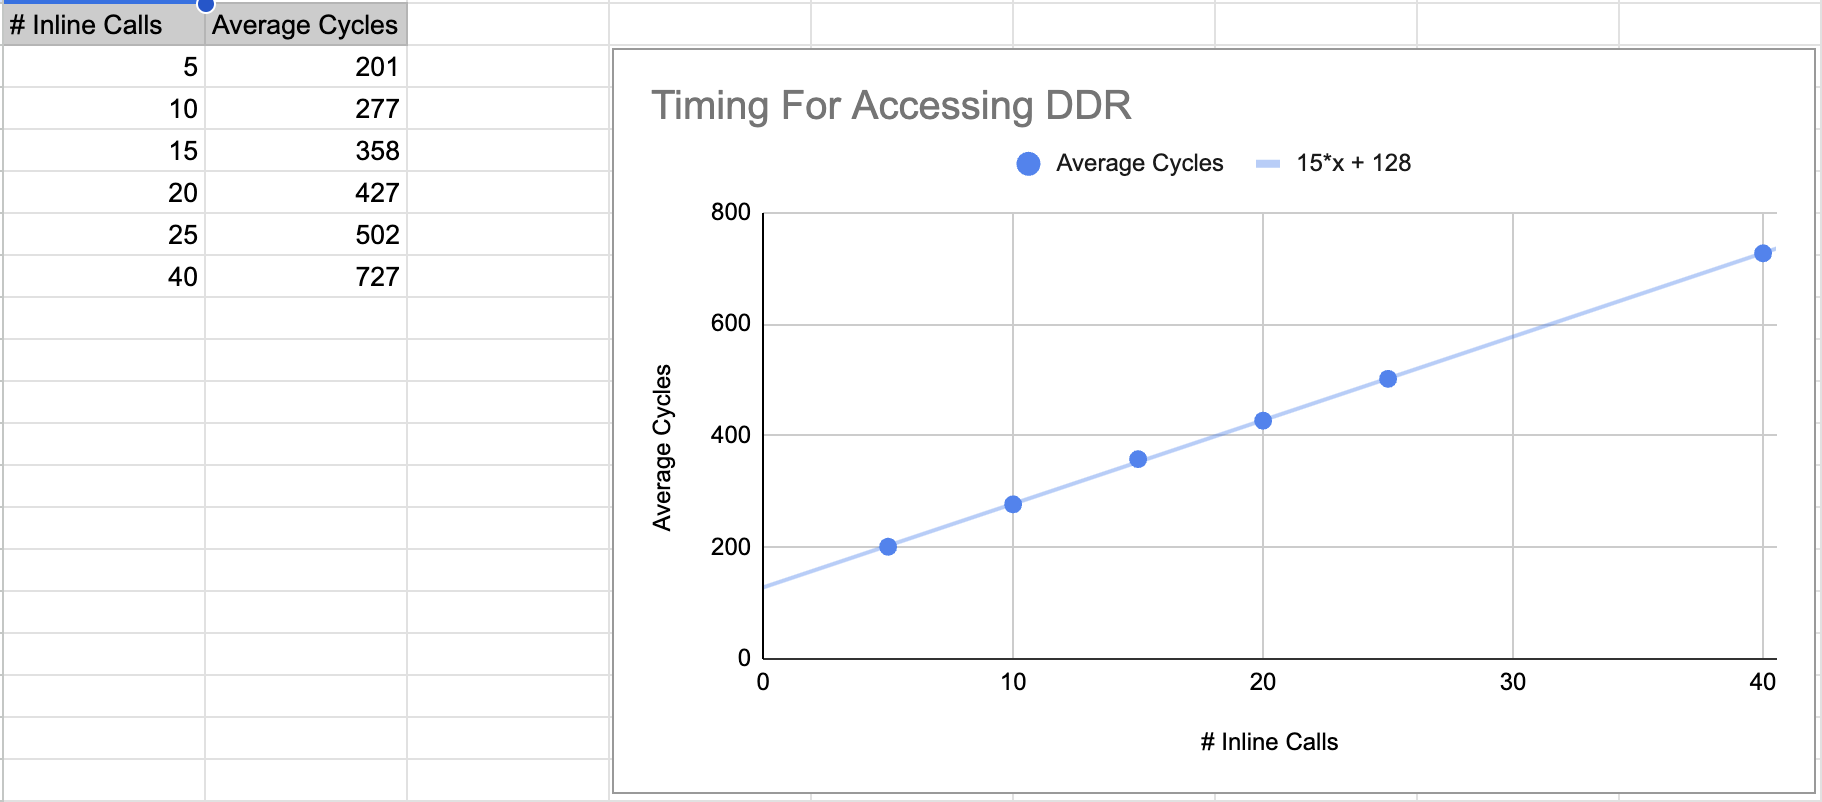 # Inline Calls Average Cycles
5 201
10 277
15 358
20 427
25 502
40 727
Timing For Accessing DDR
Average Cycles 15*x + 128
800
600
400
200
0
Average Cycles
0 10 20 30 40
# Inline Calls